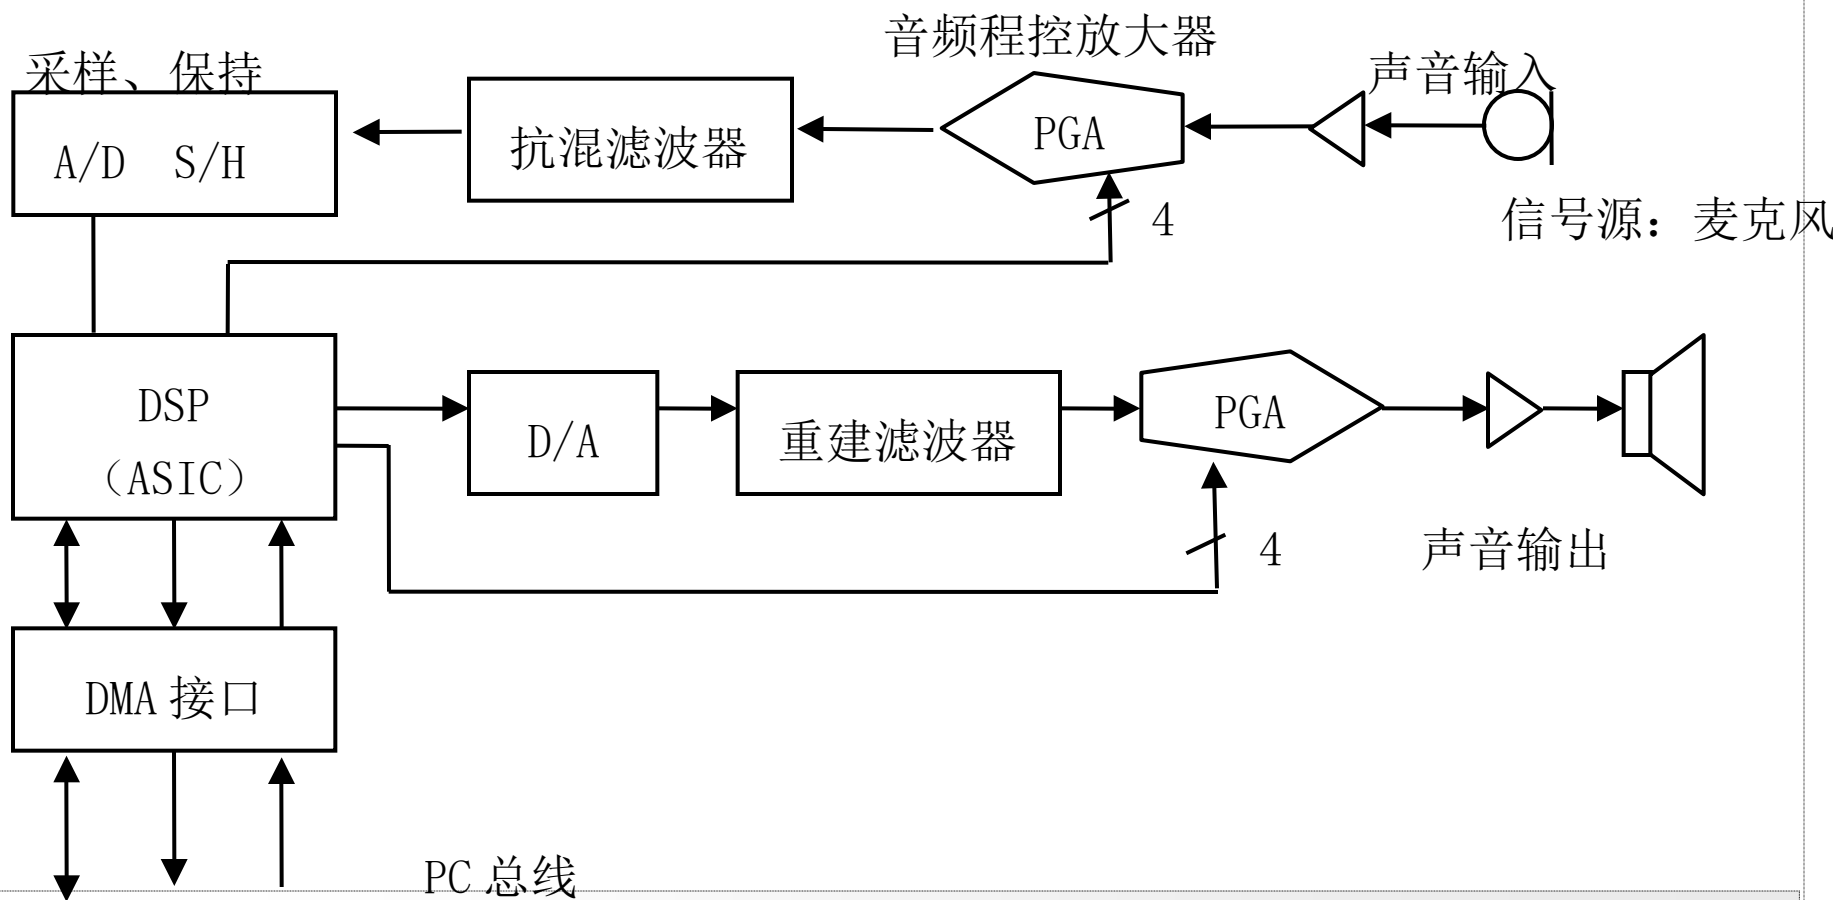 音频程控放大器
采样、保持
声音输入
A/D S/H
抗混滤波器
PGA
4
信号源：麦克风
DSP
（ASIC）
D/A
重建滤波器
PGA
4
声音输出
DMA 接口
PC 总线